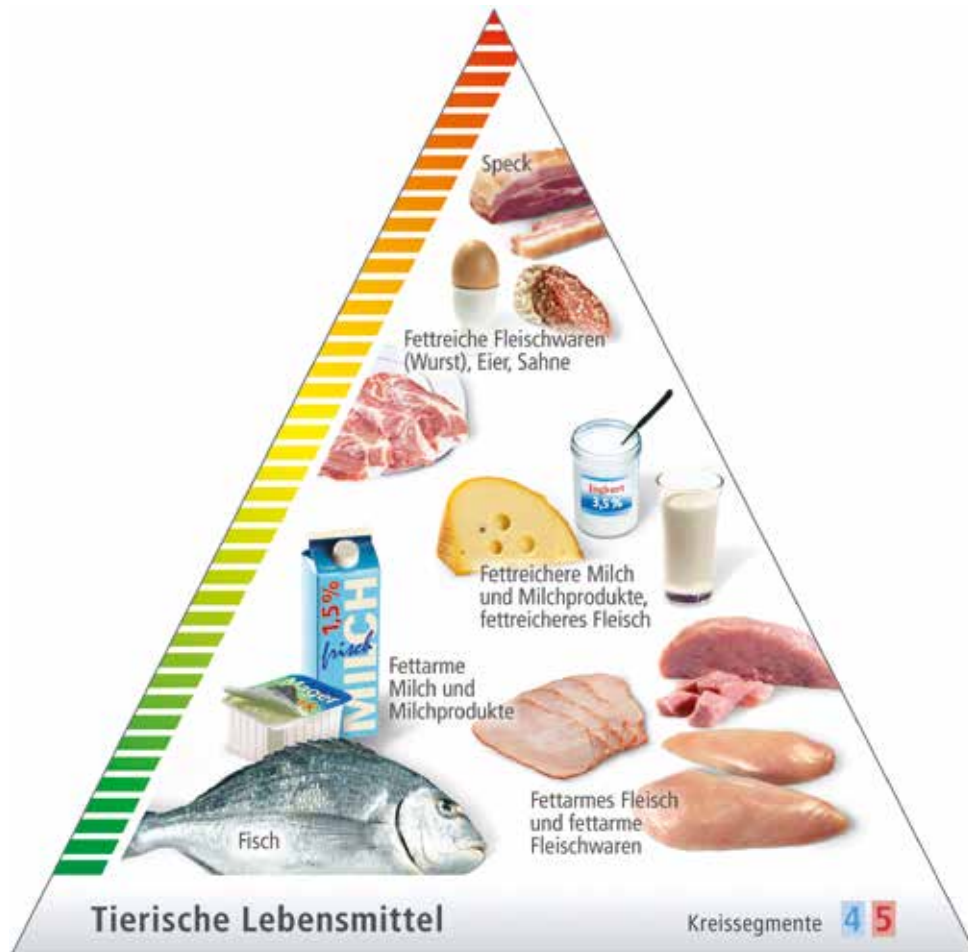 Speck
Fettreiche Fleischwaren
(Wurst), Eier, Sahne
Joghurt
3,5 %
Fettreichere Milch
und Milchprodukte,
fettreicheres Fleisch
1,5 %
frisch
MILCH
Mager
Fettarme
Milch und
Milchprodukte
Fettarmes Fleisch
und fettarme
Fleischwaren
Fisch
Tierische Lebensmittel
Kreissegmente 4 5